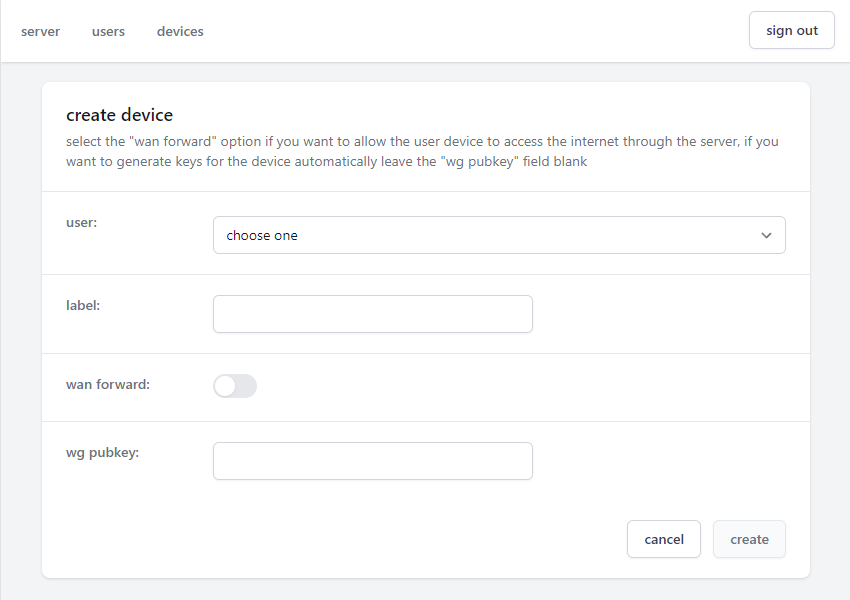 server users devices sign out
create device
select the "wan forward" option if you want to allow the user device to access the internet through the server, if you
want to generate keys for the device automatically leave the "wg pubkey" field blank
user: choose one
label:
wan forward:
wg pubkey:
cancel create